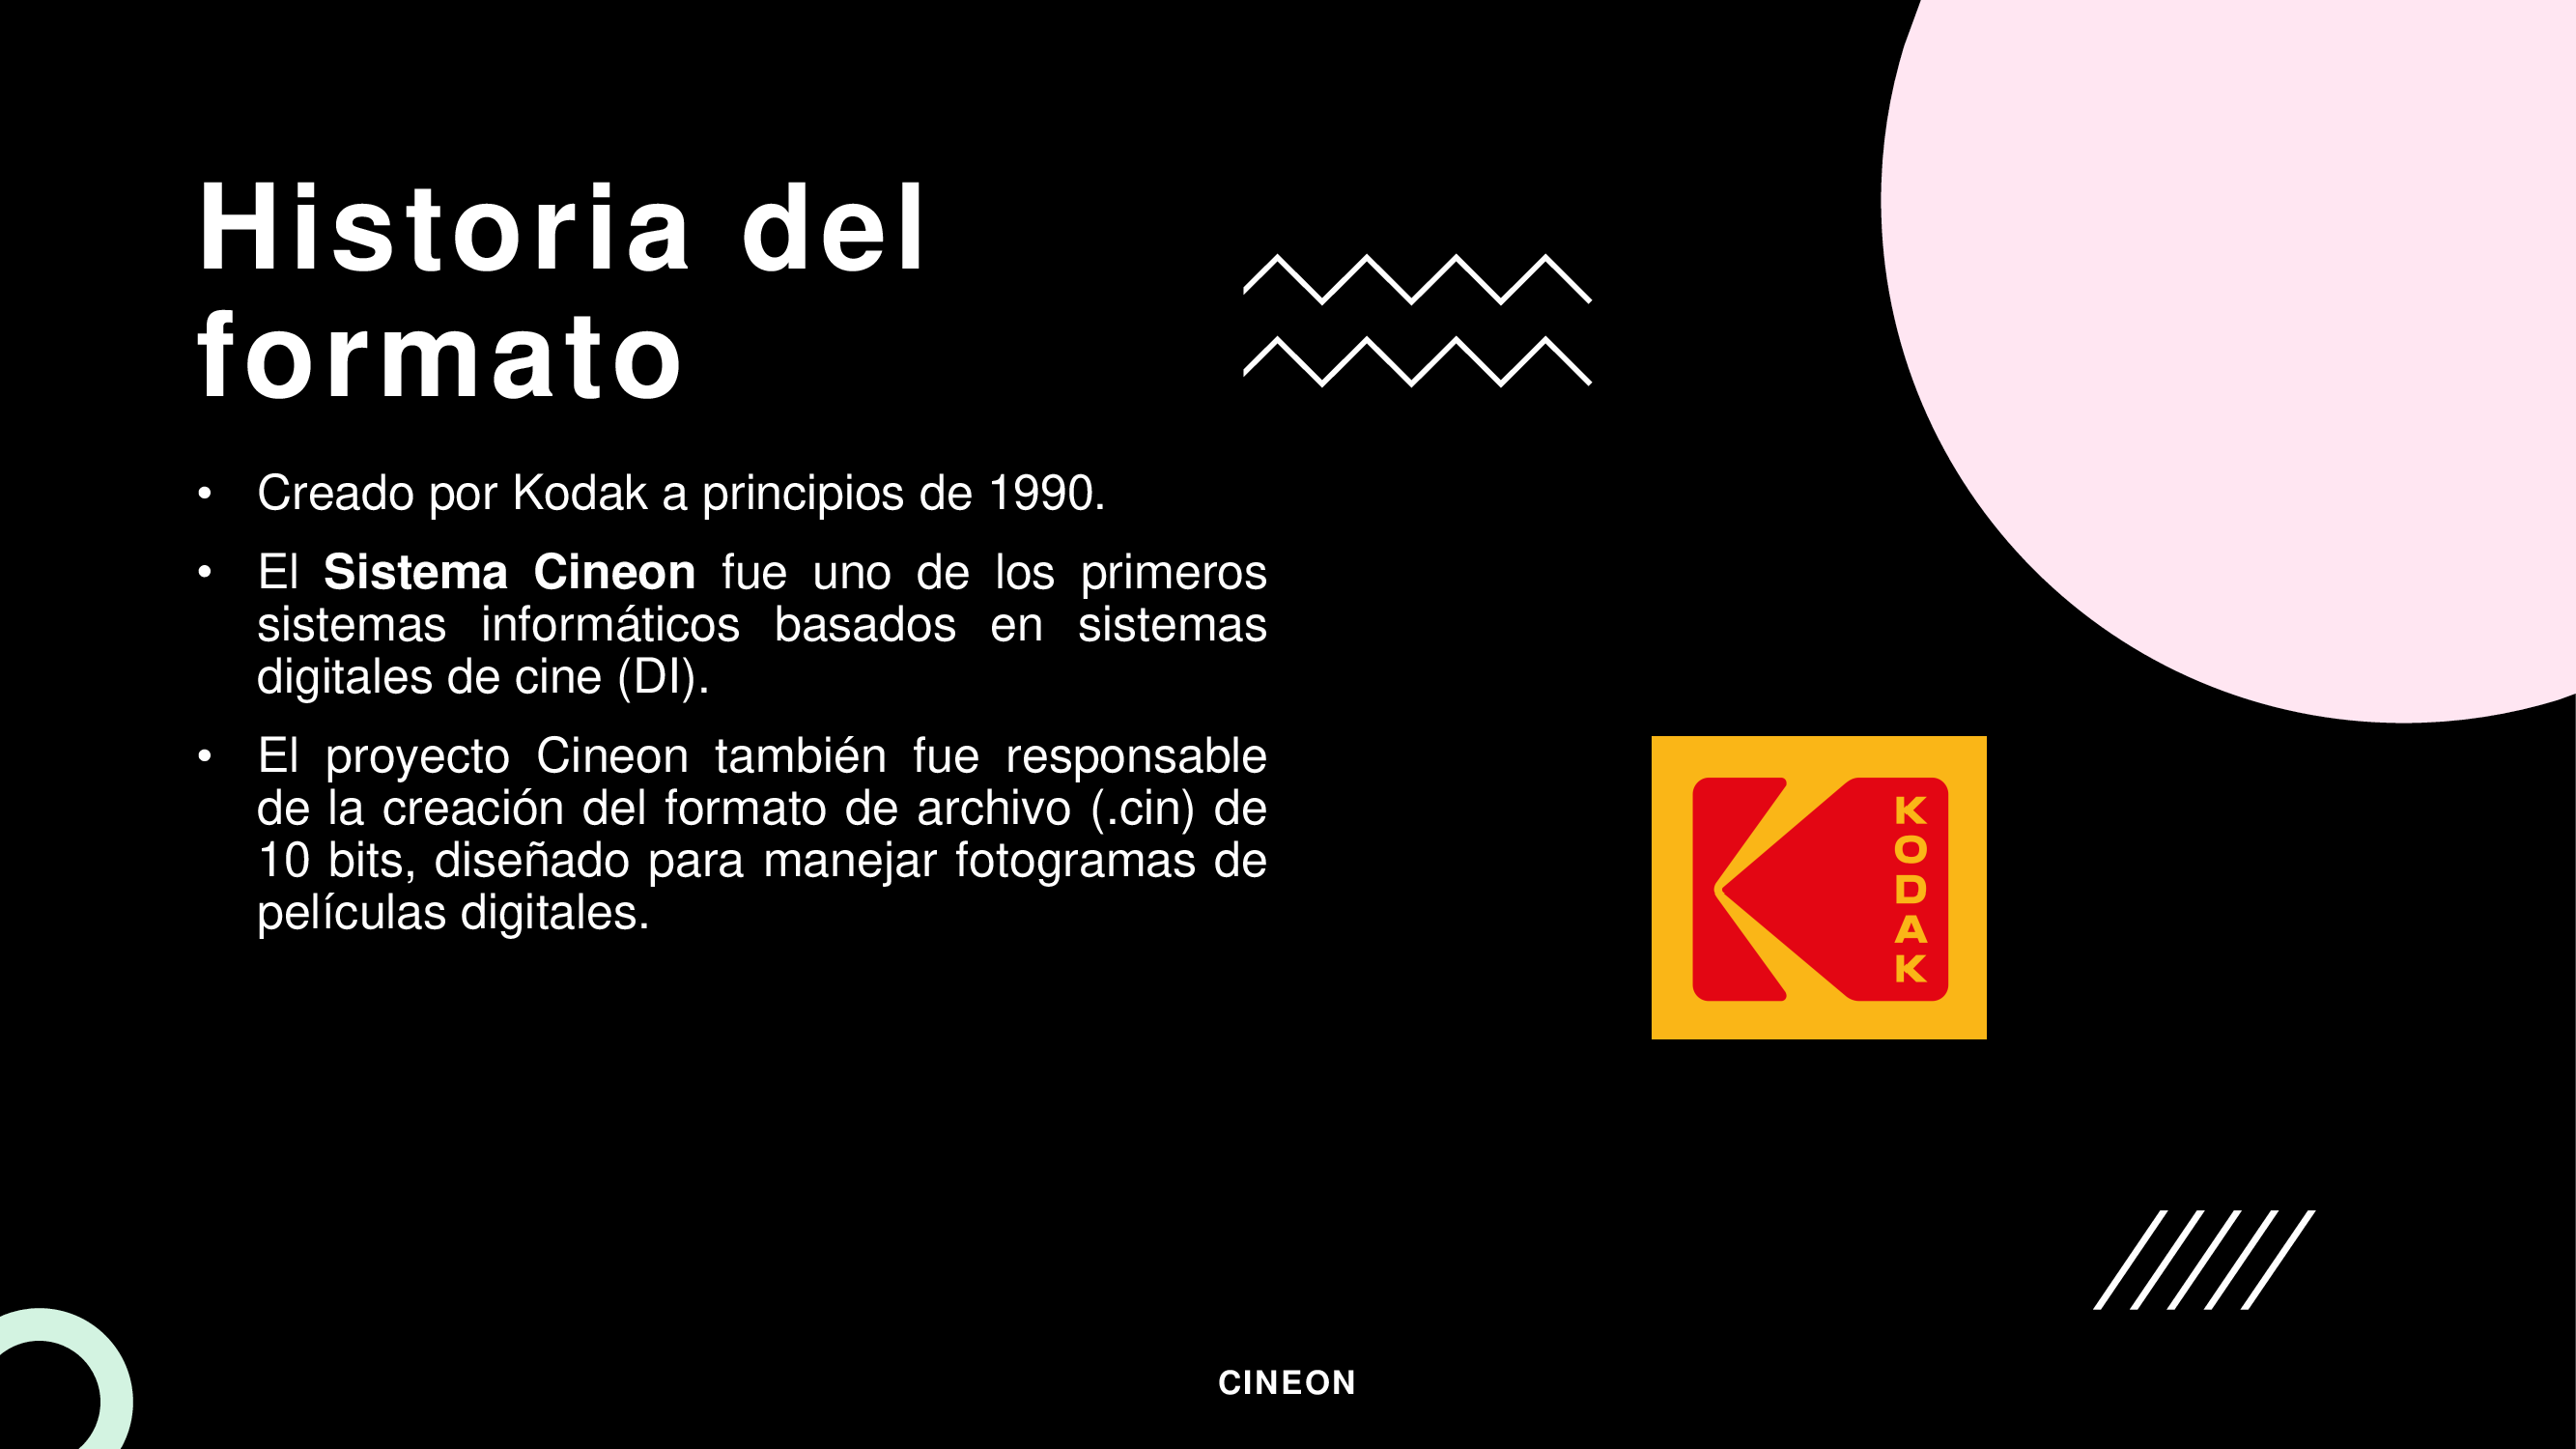 Historia del
formato
• Creado por Kodak a principios de 1990.
• El Sistema Cineon fue uno de los primeros
sistemas informáticos basados en sistemas
digitales de cine (DI).
• El proyecto Cineon también fue responsable
de la creación del formato de archivo (.cin) de
10 bits, diseñado para manejar fotogramas de
películas digitales.
KODAK
CINEON